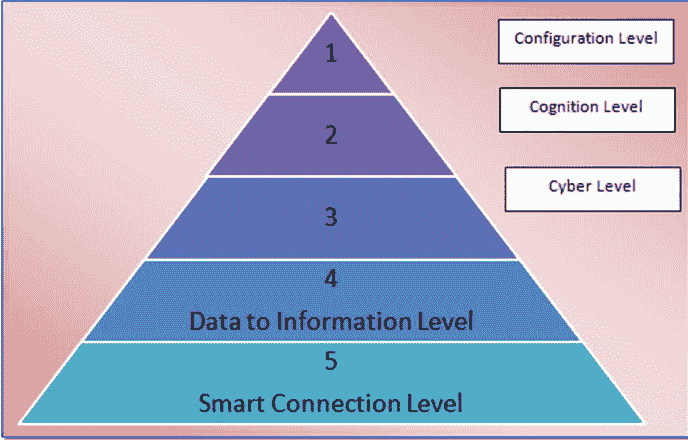 1
Configuration Level
2
Cognition Level
3
Cyber Level
4
Data to Information Level
5
Smart Connection Level